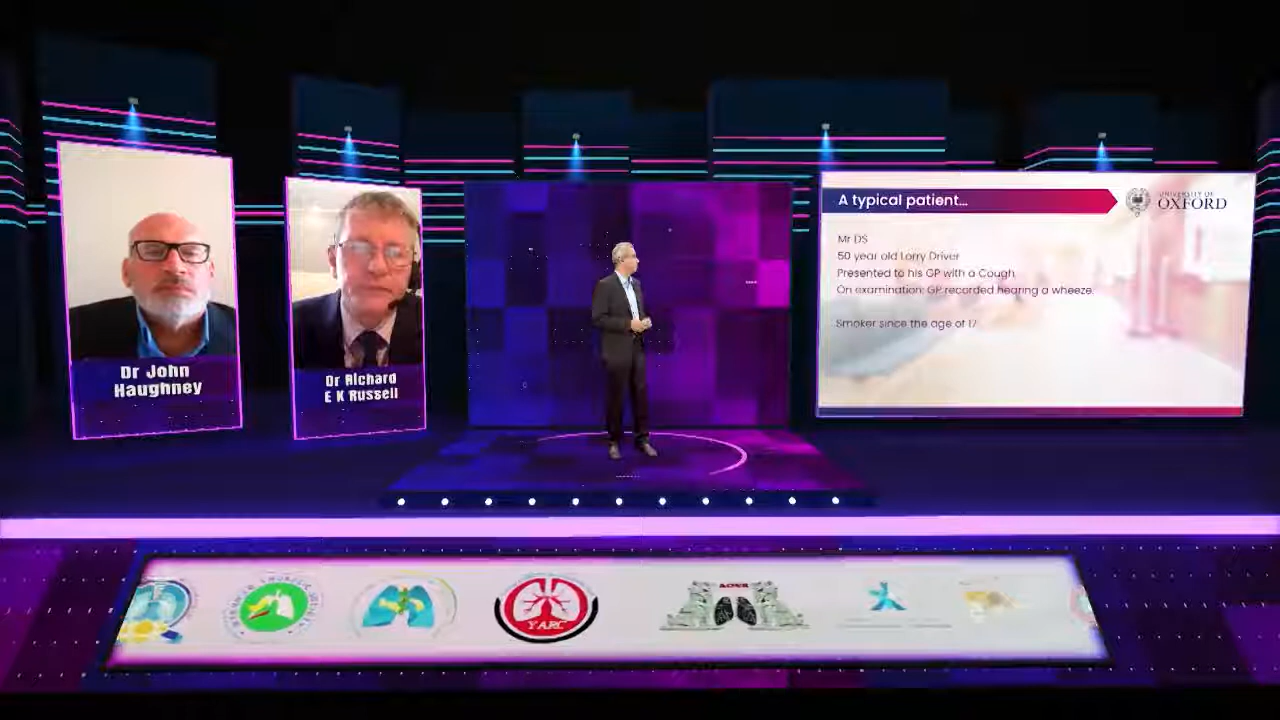 Dr John
Haughney
Dr Richard
E K Russell
A typical patient...
UNIVERSITY OF
OXFORD
Mr DS
50 year old Lorry Driver
Presented to his GP with a Cough
On examination: GP recorded hearing a wheeze.
Smoker since the age of 17
YARC